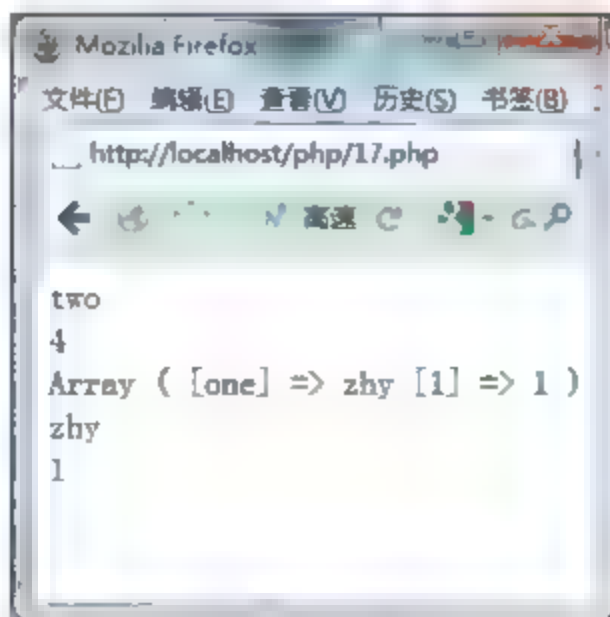 Mozilla Firefox
文件(F) 编辑(E) 查看(V) 历史(S) 书签(B)
http://localhost/php/17.php
高速
two
4
Array ( [one] => zhy [1] => 1 )
zhy
1